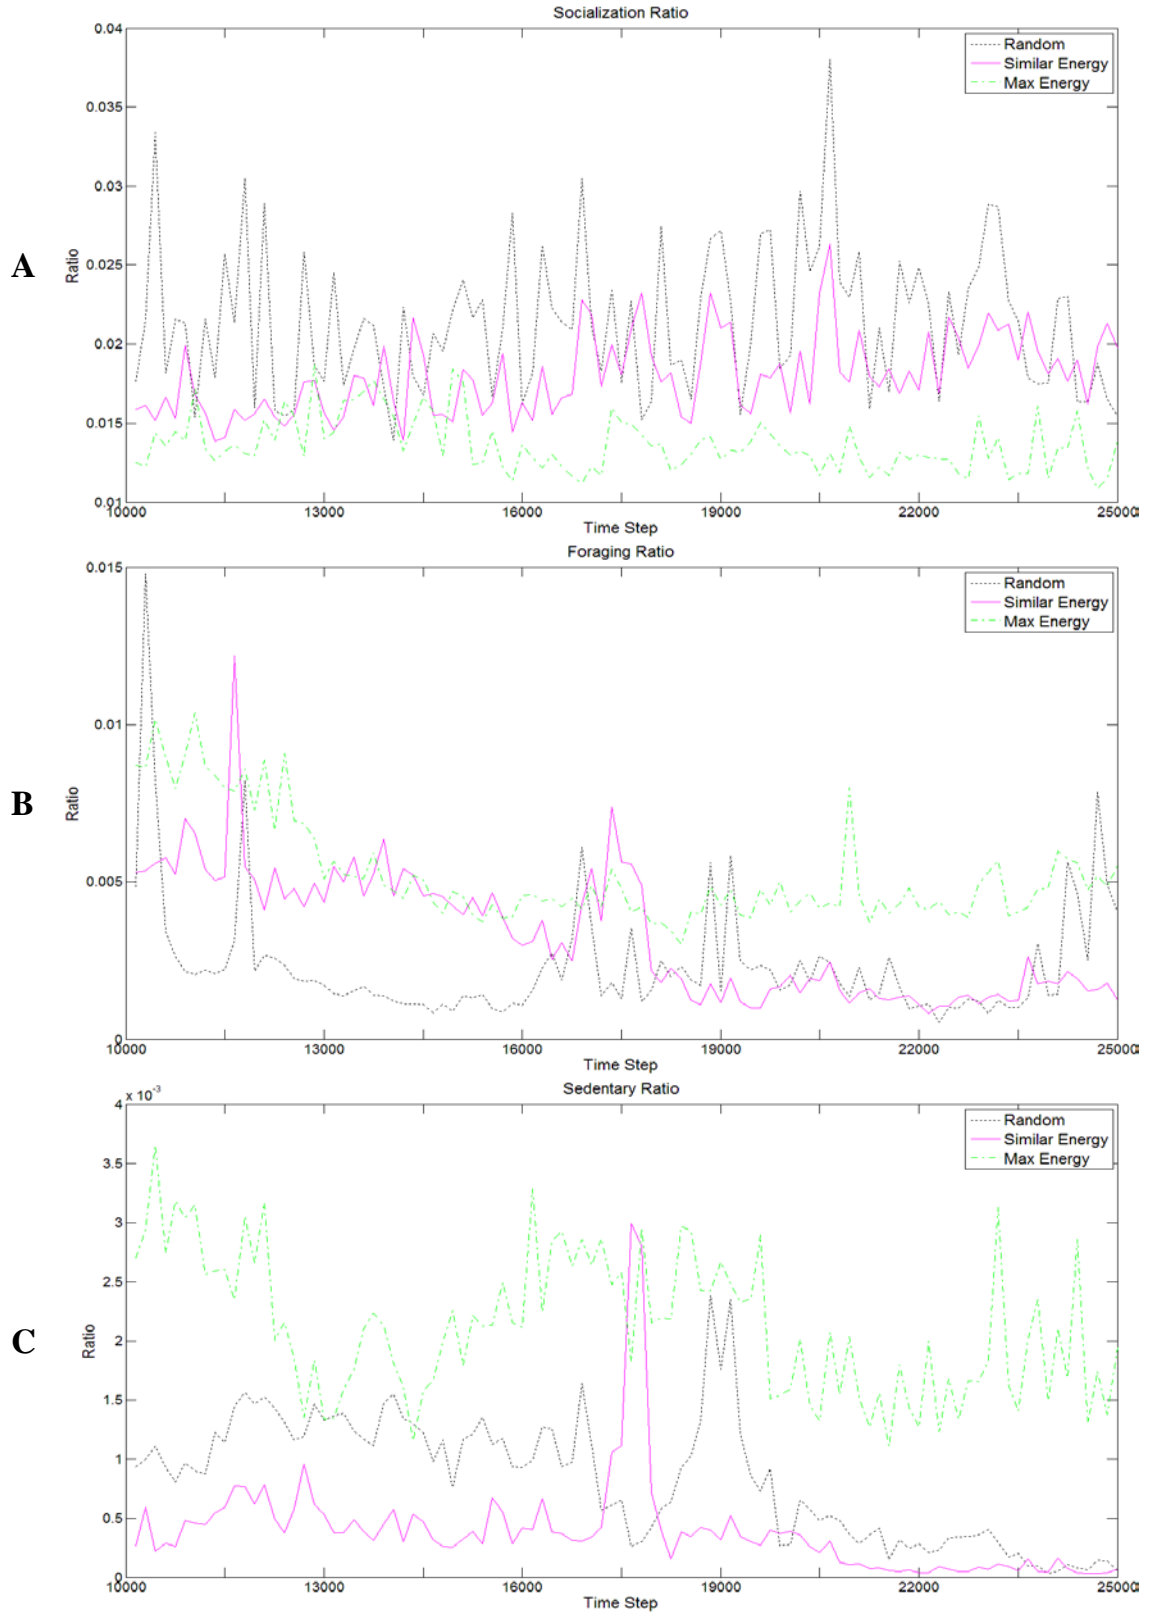 Socialization Ratio
0.04
0.035
0.03
0.025
0.02
0.015
0.01
A
Ratio
Random
Similar Energy
Max Energy
10000 13000 16000 19000 22000 25000
Time Step
Foraging Ratio
0.015
0.01
0.005
0
B
Ratio
Random
Similar Energy
Max Energy
10000 13000 16000 19000 22000 25000
Time Step
Sedentary Ratio
x 10-3
4
3.5
3
2.5
2
1.5
1
0.5
0
C
Ratio
Random
Similar Energy
Max Energy
10000 13000 16000 19000 22000 25000
Time Step